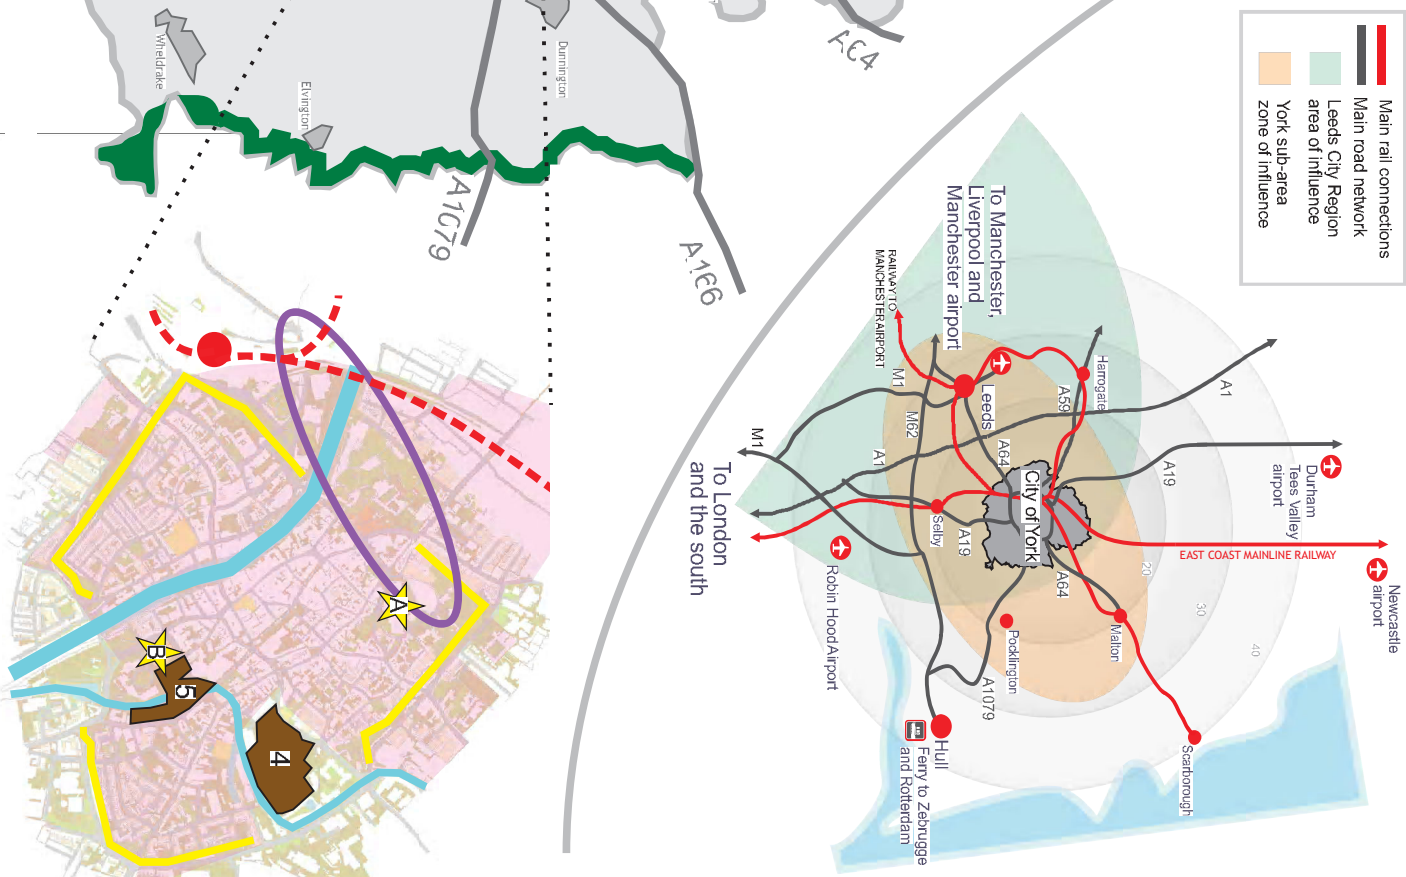 Main rail connections
Main road network
Leeds City Region
area of influence
York sub-area
zone of influence
Wheldrake
Elvington
Dunnington
A64
A1079
A166
A
B
5
4
To Manchester,
Liverpool and
Manchester airport
RAILWAY TO
MANCHESTER AIRPORT
Leeds
Harrogate
A1
A59
M1
M62
A64
A1
M1
To London
and the south
City of York
Selby
A19
A19
Durham
Tees Valley
airport
EAST COAST MAINLINE RAILWAY
Newcastle
airport
20
30
40
A64
Malton
Pocklington
A1079
Robin Hood Airport
Hull
Ferry to Zebrugge
and Rotterdam
Scarborough